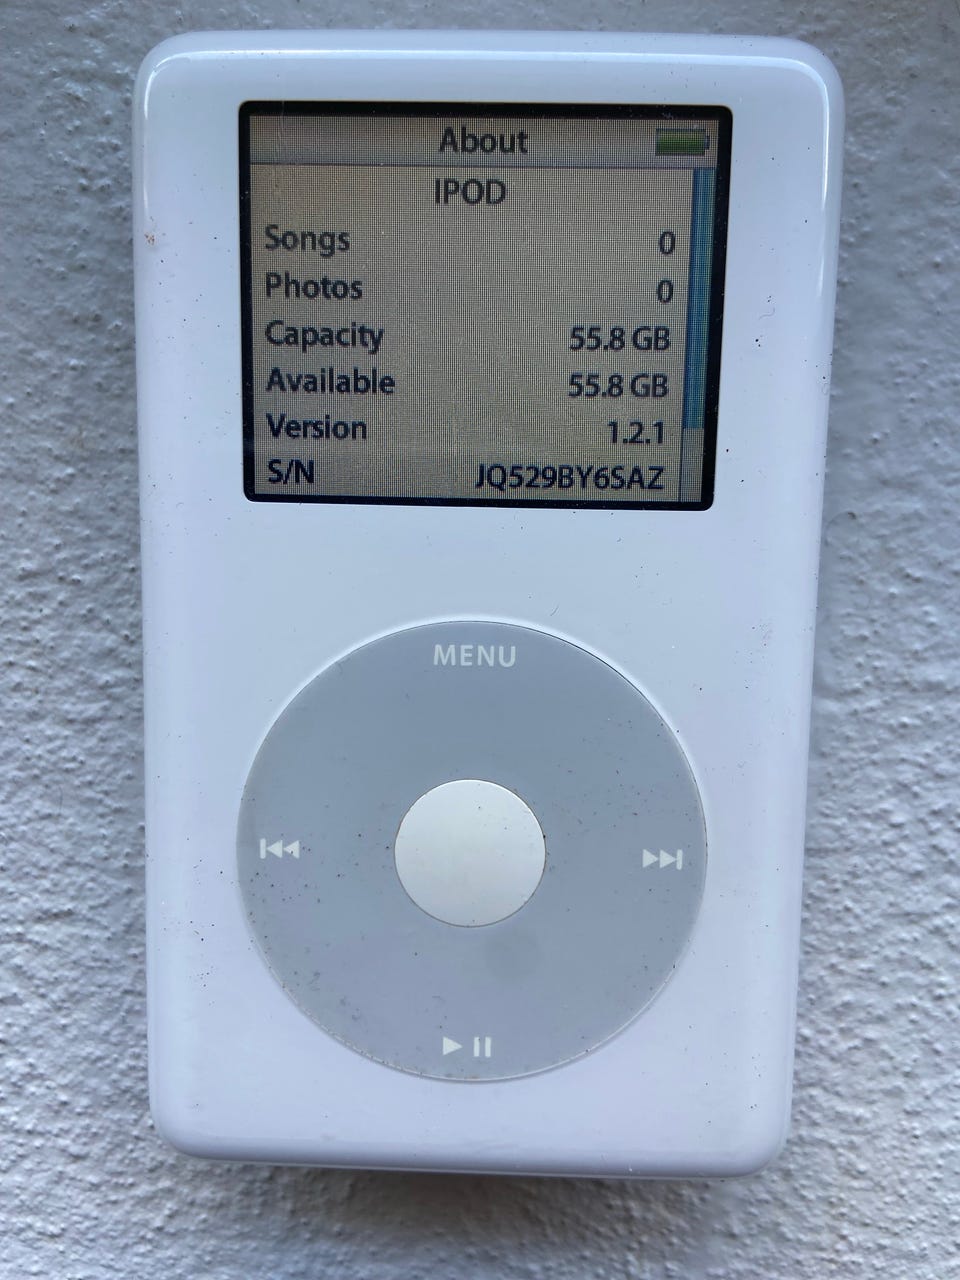 About
IPOD
Songs 0
Photos 0
Capacity 55.8 GB
Available 55.8 GB
Version 1.2.1
S/N JQ529BY6SAZ
MENU